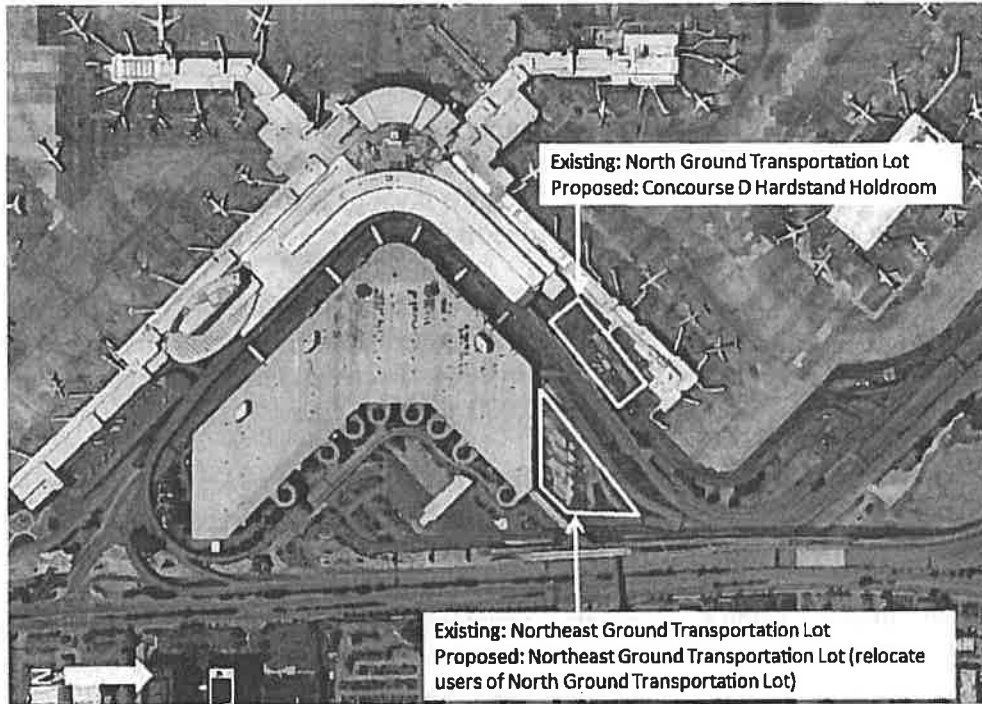 Existing: North Ground Transportation Lot
Proposed: Concourse D Hardstand Holdroom
Existing: Northeast Ground Transportation Lot
Proposed: Northeast Ground Transportation Lot (relocate
users of North Ground Transportation Lot)
N